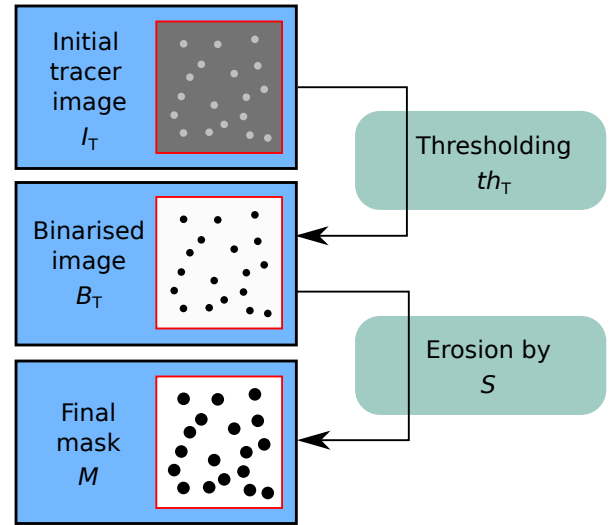 Initial
tracer
image
I_T
Thresholding
th_T
Binarised
image
B_T
Erosion by
S
Final
mask
M